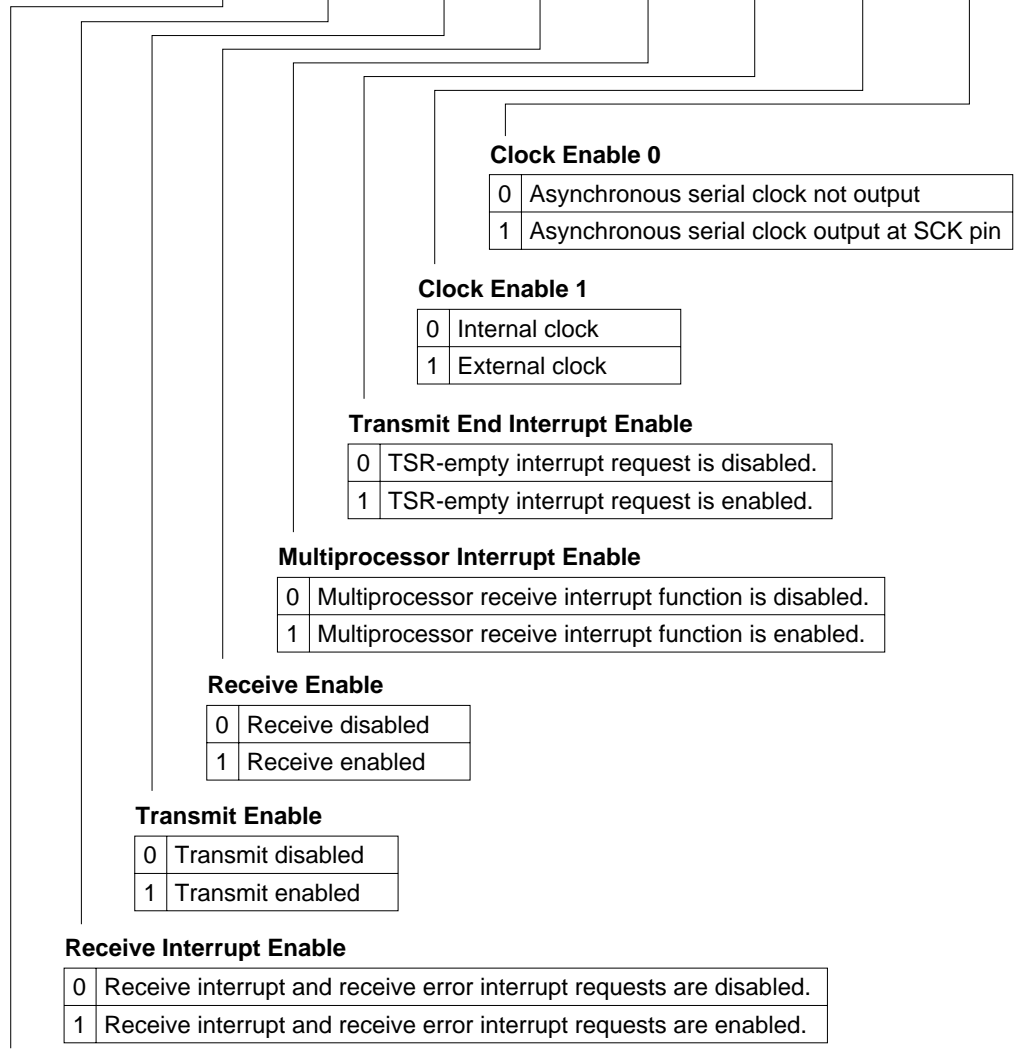 Clock Enable 0
0 Asynchronous serial clock not output
1 Asynchronous serial clock output at SCK pin
Clock Enable 1
0 Internal clock
1 External clock
Transmit End Interrupt Enable
0 TSR-empty interrupt request is disabled.
1 TSR-empty interrupt request is enabled.
Multiprocessor Interrupt Enable
0 Multiprocessor receive interrupt function is disabled.
1 Multiprocessor receive interrupt function is enabled.
Receive Enable
0 Receive disabled
1 Receive enabled
Transmit Enable
0 Transmit disabled
1 Transmit enabled
Receive Interrupt Enable
0 Receive interrupt and receive error interrupt requests are disabled.
1 Receive interrupt and receive error interrupt requests are enabled.